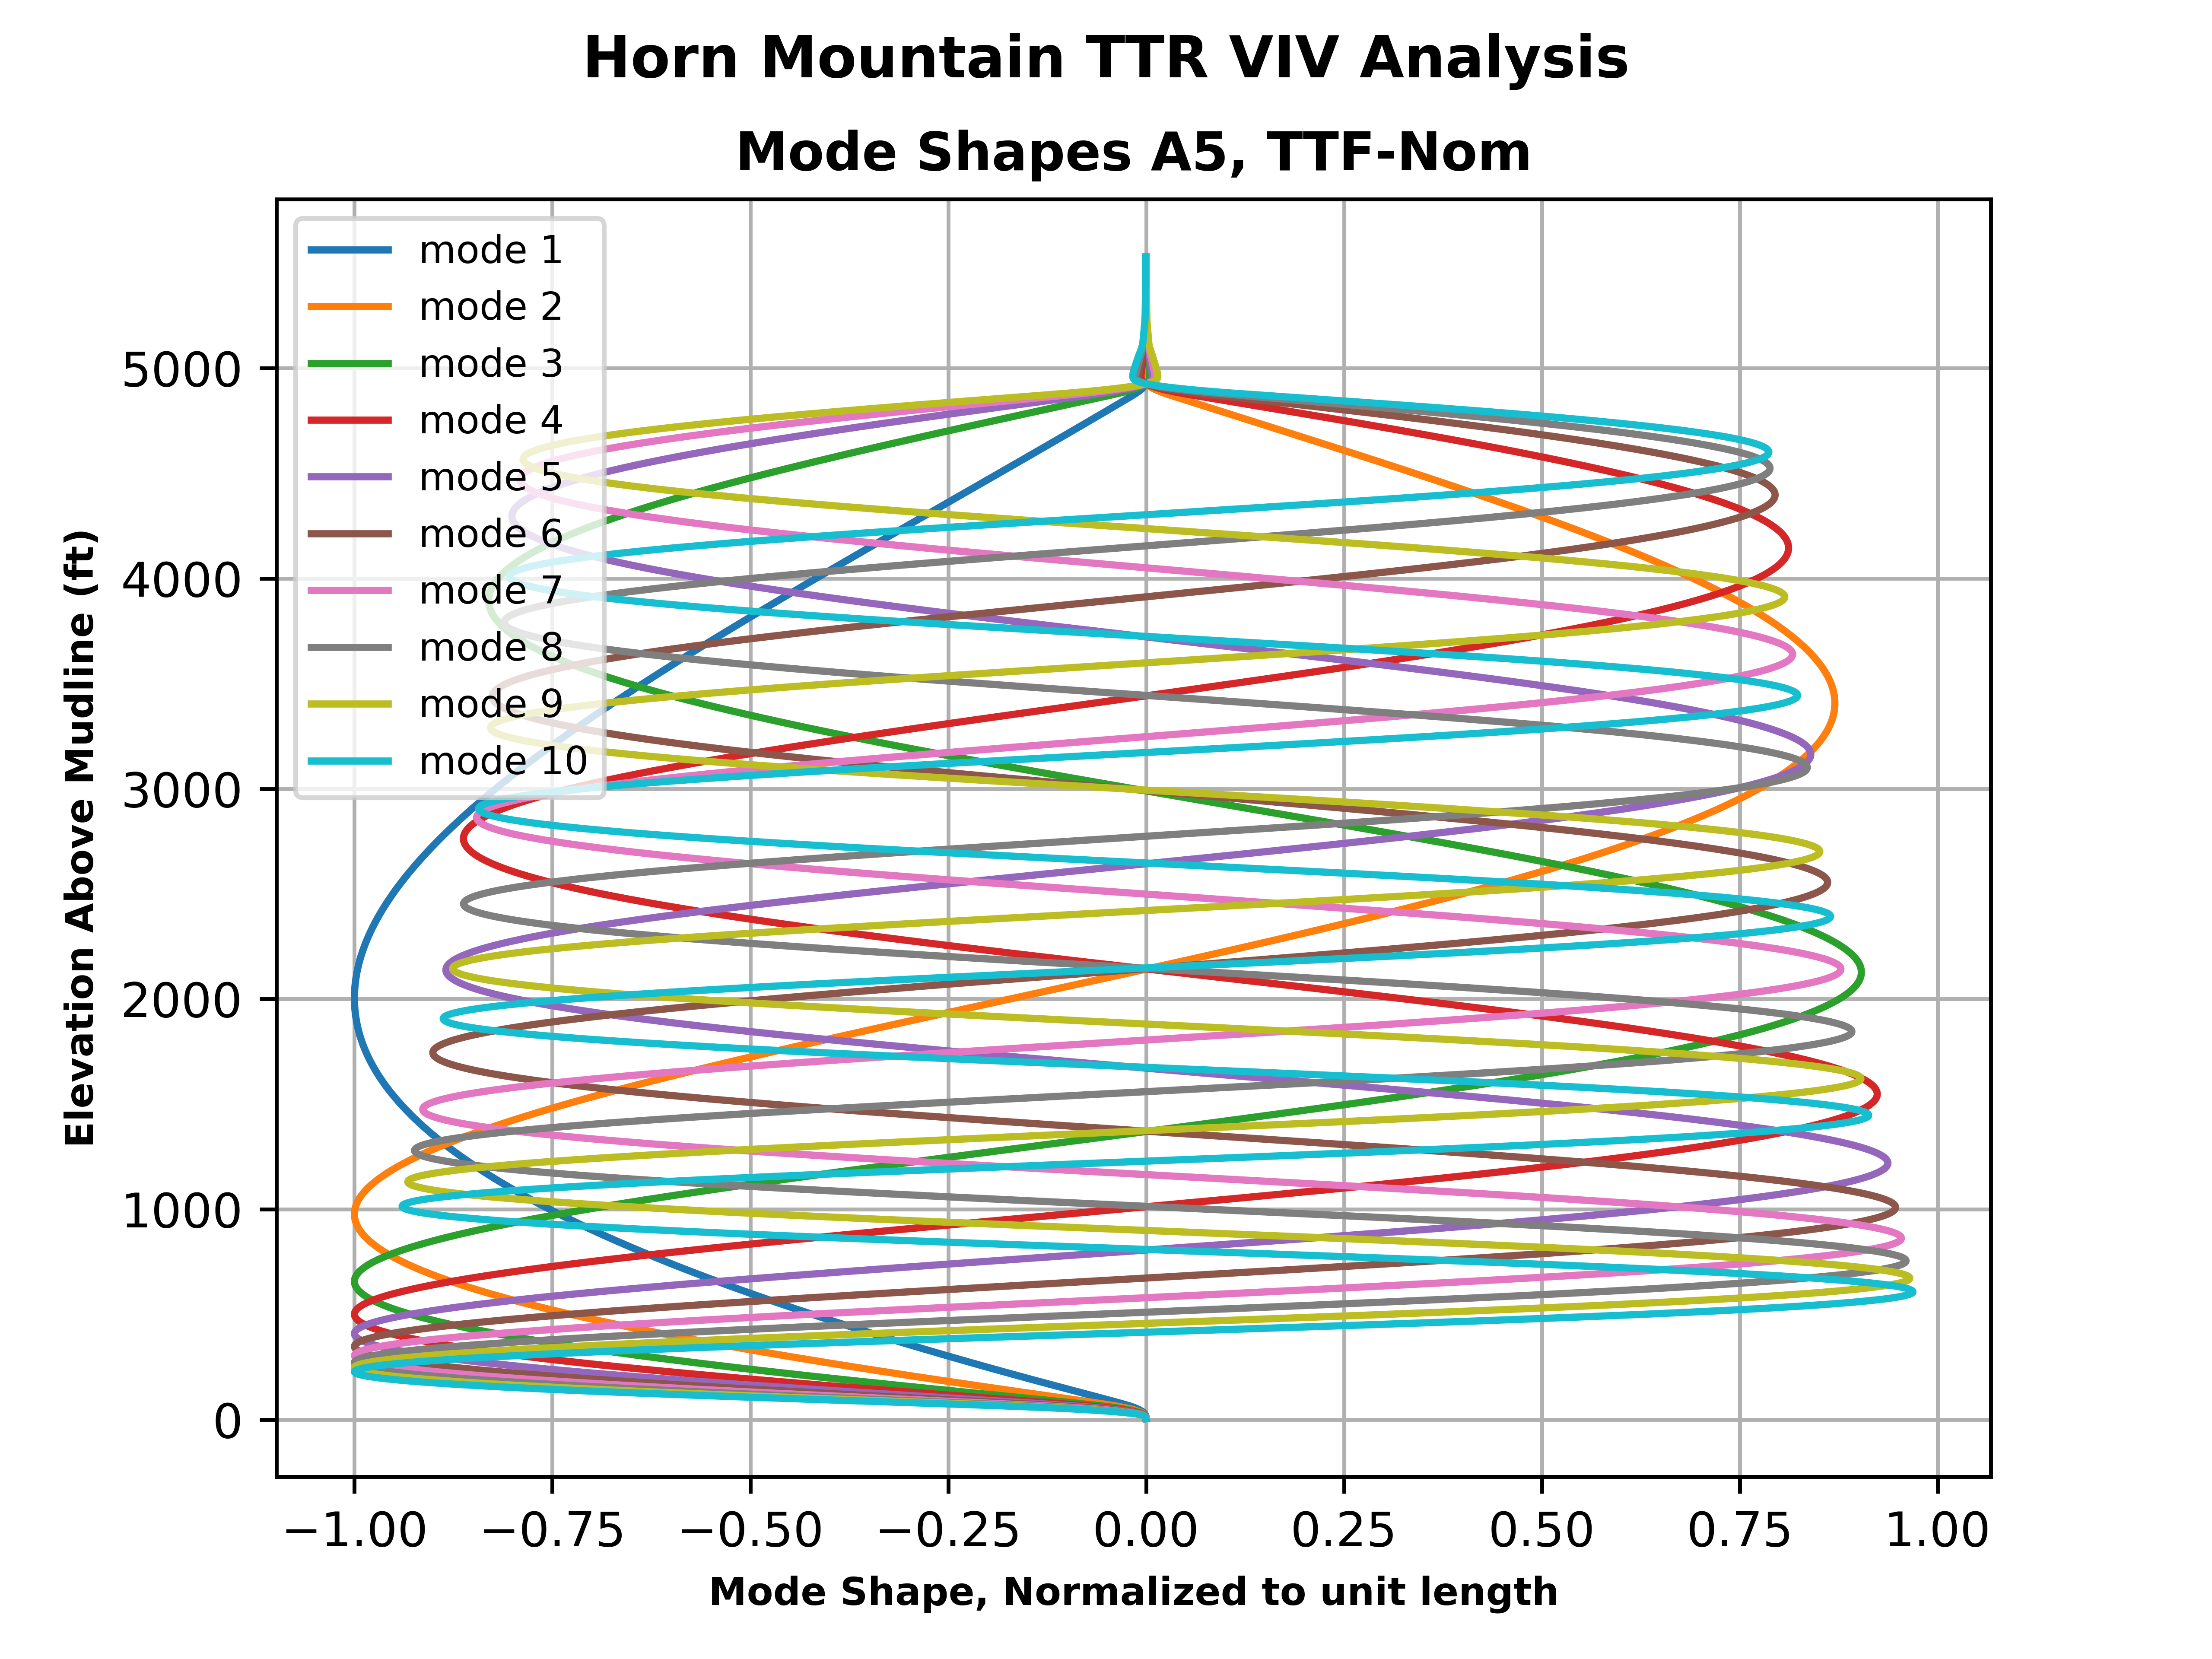 Horn Mountain TTR VIV Analysis
Mode Shapes A5, TTF-Nom
mode 1
mode 2
mode 3
mode 4
mode 5
mode 6
mode 7
mode 8
mode 9
mode 10
Elevation Above Mudline (ft)
5000
4000
3000
2000
1000
0
−1.00 −0.75 −0.50 −0.25 0.00 0.25 0.50 0.75 1.00
Mode Shape, Normalized to unit length